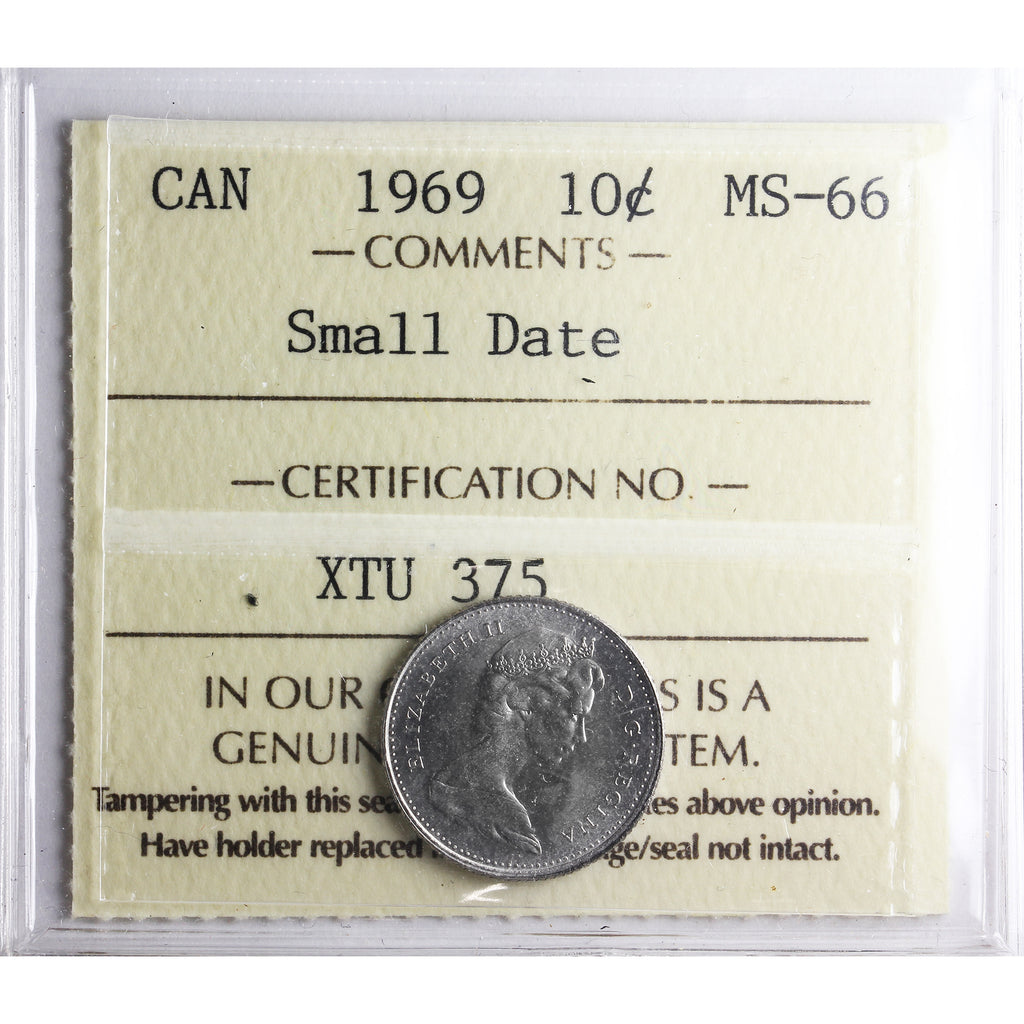 CAN 1969 10¢ MS-66
— COMMENTS —
Small Date
— CERTIFICATION NO. —
XTU 375
IN OUR S IS A
GENUIN TEM.
Tampering with this sea es above opinion.
Have holder replaced ge/seal not intact.
ELIZABETH II D·G·REGINA